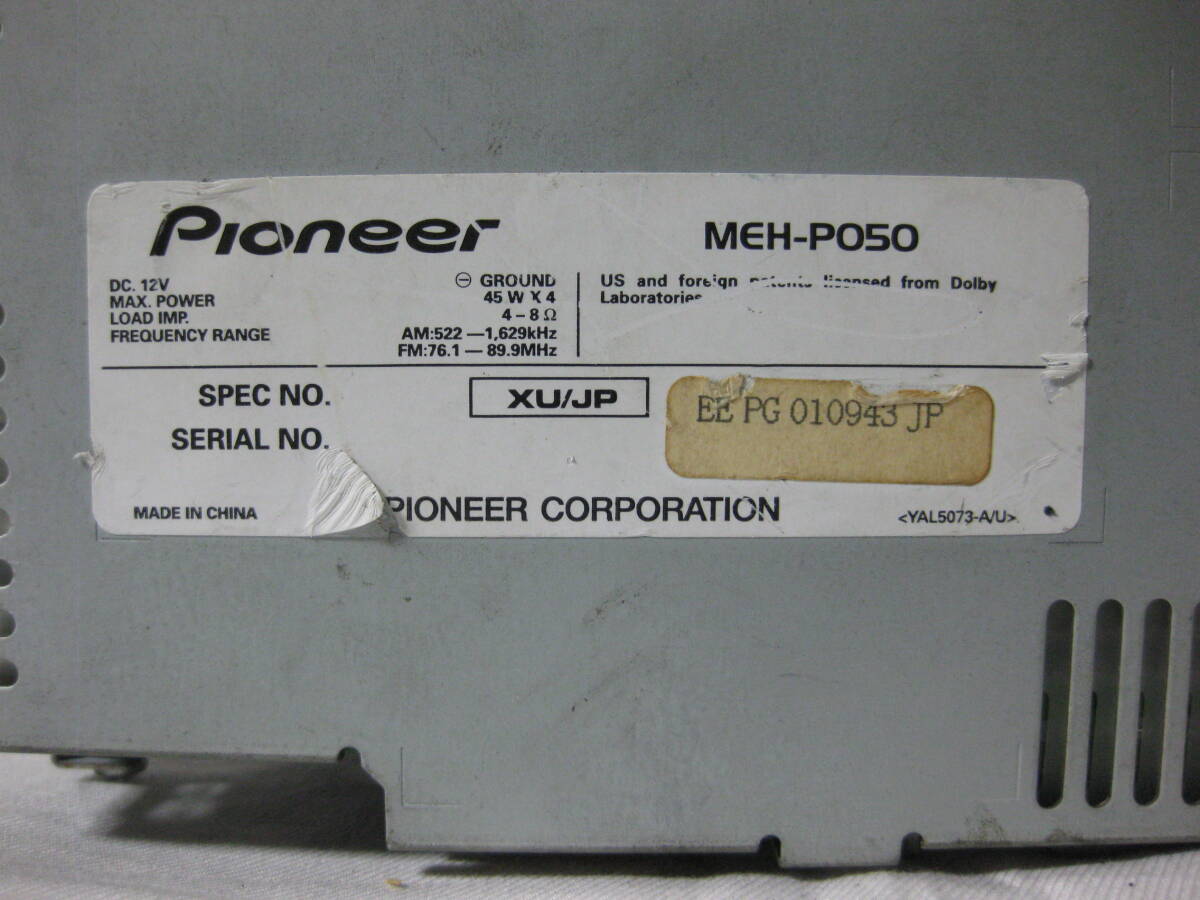 Pioneer
MEH-P050
DC. 12V ⊖ GROUND
MAX. POWER 45 W X 4
LOAD IMP. 4 – 8 Ω
FREQUENCY RANGE AM:522 — 1,629kHz
FM:76.1 — 89.9MHz
US and foreign patents licensed from Dolby
Laboratories
SPEC NO. XU/JP
SERIAL NO.
EE PG 010943 JP
MADE IN CHINA
PIONEER CORPORATION
<YAL5073-A/U>